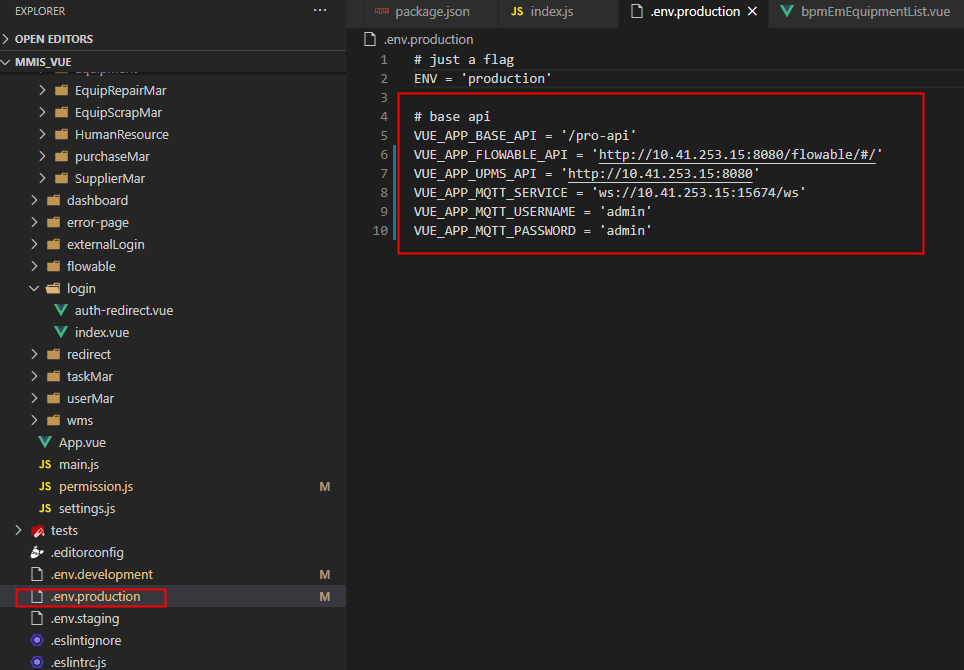 EXPLORER
···
OPEN EDITORS
MMIS_VUE
EquipRepairMar
EquipScrapMar
HumanResource
purchaseMar
SupplierMar
dashboard
error-page
externalLogin
flowable
login
auth-redirect.vue
index.vue
redirect
taskMar
userMar
wms
App.vue
JS main.js
JS permission.js M
JS settings.js
tests
.editorconfig
.env.development M
.env.production M
.env.staging
.eslintignore
.eslintrc.js
package.json
JS index.js
.env.production
bpmEmEquipmentList.vue
.env.production
1 # just a flag
2 ENV = 'production'
3
4 # base api
5 VUE_APP_BASE_API = '/pro-api'
6 VUE_APP_FLOWABLE_API = 'http://10.41.253.15:8080/flowable/#/'
7 VUE_APP_UPMS_API = 'http://10.41.253.15:8080'
8 VUE_APP_MQTT_SERVICE = 'ws://10.41.253.15:15674/ws'
9 VUE_APP_MQTT_USERNAME = 'admin'
10 VUE_APP_MQTT_PASSWORD = 'admin'